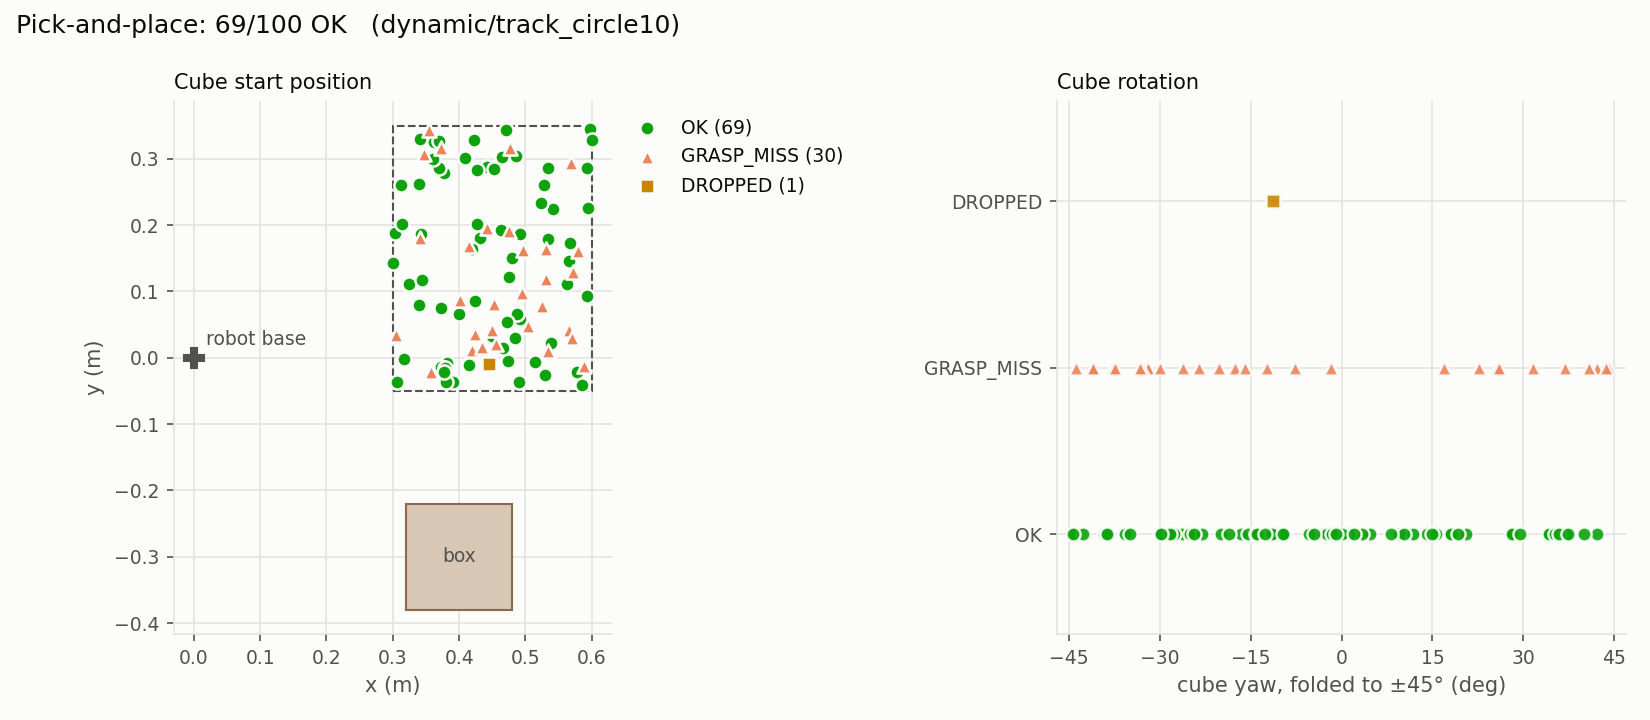 Pick-and-place: 69/100 OK   (dynamic/track_circle10)
Cube start position
OK (69)
GRASP_MISS (30)
DROPPED (1)
0.3
0.2
0.1
0.0
−0.1
−0.2
−0.3
−0.4
y (m)
robot base
box
0.0 0.1 0.2 0.3 0.4 0.5 0.6
x (m)
Cube rotation
DROPPED
GRASP_MISS
OK
−45 −30 −15 0 15 30 45
cube yaw, folded to ±45° (deg)